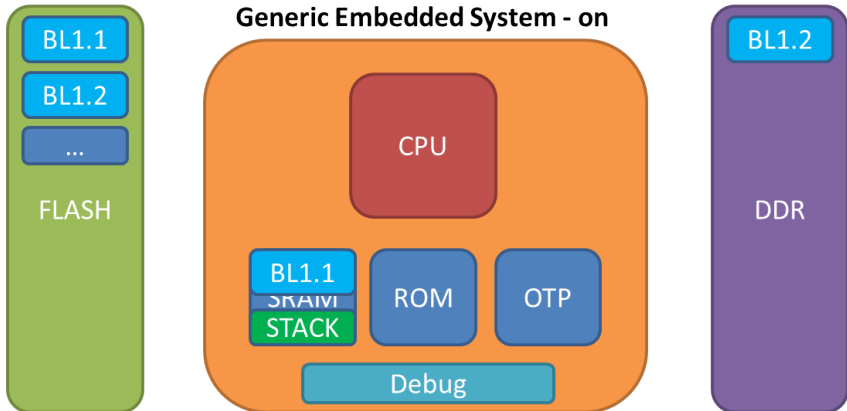 Generic Embedded System - on
BL1.1
BL1.2
...
FLASH
CPU
BL1.1
SRAM
STACK
ROM
OTP
Debug
BL1.2
DDR